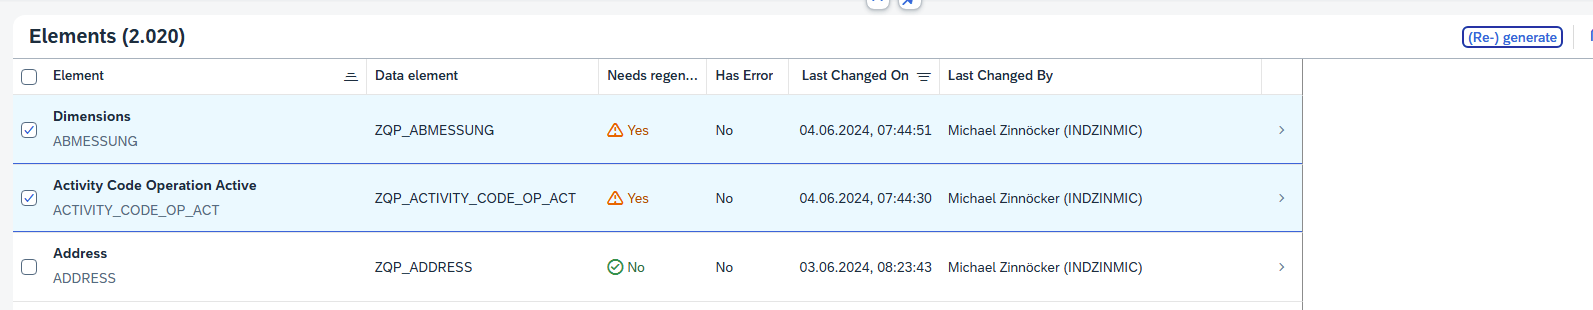 Elements (2.020)
(Re-) generate
Element
Data element
Needs regen...
Has Error
Last Changed On
Last Changed By
Dimensions
ABMESSUNG
ZQP_ABMESSUNG
Yes
No
04.06.2024, 07:44:51
Michael Zinnöcker (INDZINMIC)
Activity Code Operation Active
ACTIVITY_CODE_OP_ACT
ZQP_ACTIVITY_CODE_OP_ACT
Yes
No
04.06.2024, 07:44:30
Michael Zinnöcker (INDZINMIC)
Address
ADDRESS
ZQP_ADDRESS
No
No
03.06.2024, 08:23:43
Michael Zinnöcker (INDZINMIC)